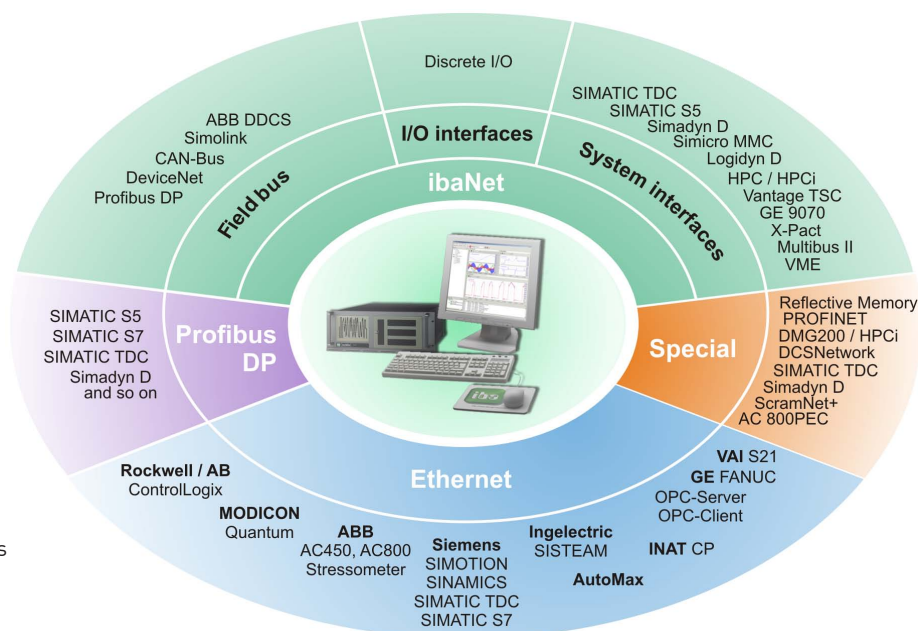 Discrete I/O
I/O interfaces
ibaNet
ABB DDCS
Simolink
CAN-Bus
DeviceNet
Profibus DP
Field bus
SIMATIC TDC
SIMATIC S5
Simadyn D
Simicro MMC
Logidyn D
HPC / HPCi
Vantage TSC
GE 9070
X-Pact
Multibus II
VME
System interfaces
SIMATIC S5
SIMATIC S7
SIMATIC TDC
Simadyn D
and so on
Profibus
DP
iba
Special
Reflective Memory
PROFINET
DMG200 / HPCi
DCSNetwork
SIMATIC TDC
Simadyn D
ScramNet+
AC 800PEC
Ethernet
Rockwell / AB
ControlLogix
MODICON
Quantum
ABB
AC450, AC800
Stressometer
Siemens
SIMOTION
SINAMICS
SIMATIC TDC
SIMATIC S7
Ingelectric
SISTEAM
AutoMax
VAI S21
GE FANUC
OPC-Server
OPC-Client
INAT CP
s